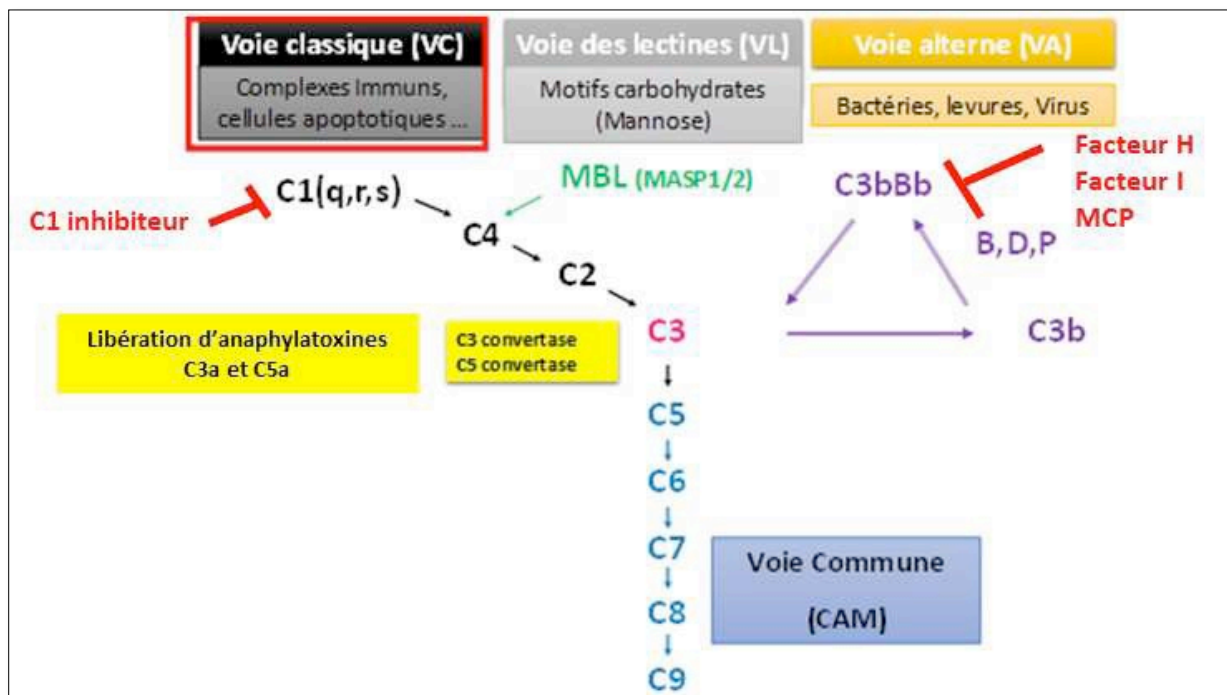 Voie classique (VC)
Complexes Immuns,
cellules apoptotiques ...
Voie des lectines (VL)
Motifs carbohydrates
(Mannose)
Voie alterne (VA)
Bactéries, levures, Virus
Facteur H
Facteur I
MCP
C1 inhibiteur
C1(q,r,s)
MBL (MASP1/2)
C3bBb
B,D,P
C4
C2
C3
C3b
Libération d'anaphylatoxines
C3a et C5a
C3 convertase
C5 convertase
C5
C6
C7
C8
C9
Voie Commune
(CAM)